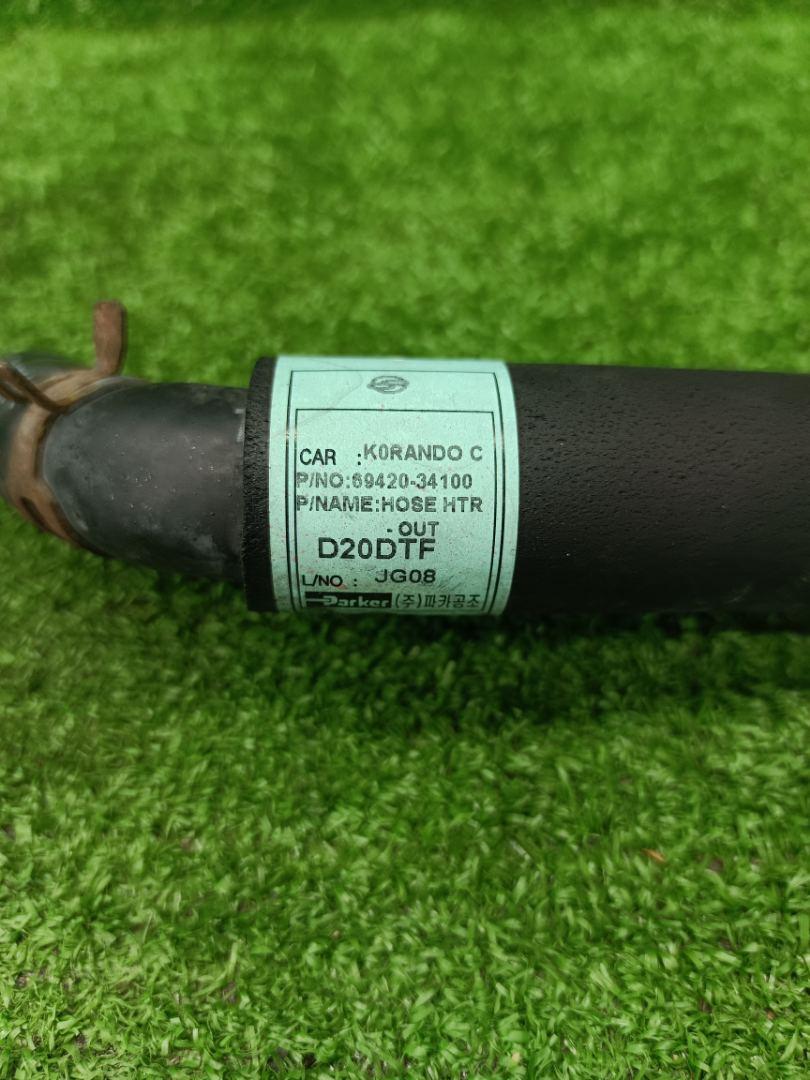 CAR : K0RANDO C
P/NO:69420-34100
P/NAME:HOSE HTR
- OUT
D20DTF
L/NO : JG08
Parker (주)파카공조